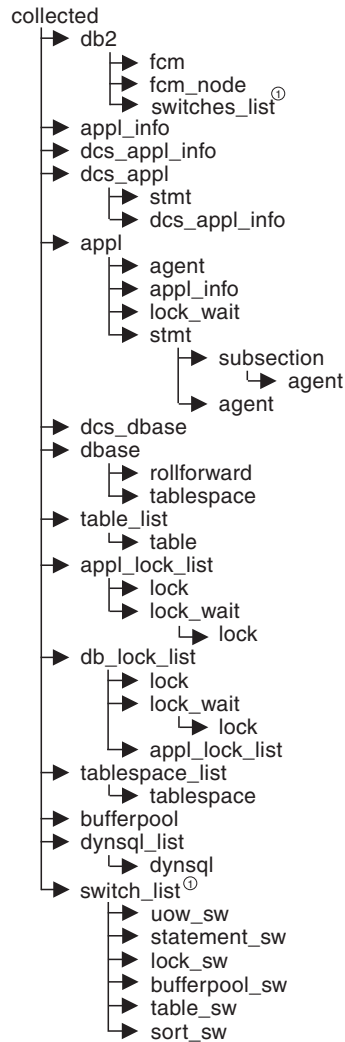 collected
db2
fcm
fcm_node
switches_list①
appl_info
dcs_appl_info
dcs_appl
stmt
dcs_appl_info
appl
agent
appl_info
lock_wait
stmt
subsection
agent
agent
dcs_dbase
dbase
rollforward
tablespace
table_list
table
appl_lock_list
lock
lock_wait
lock
db_lock_list
lock
lock_wait
lock
appl_lock_list
tablespace_list
tablespace
bufferpool
dynsql_list
dynsql
switch_list①
uow_sw
statement_sw
lock_sw
bufferpool_sw
table_sw
sort_sw